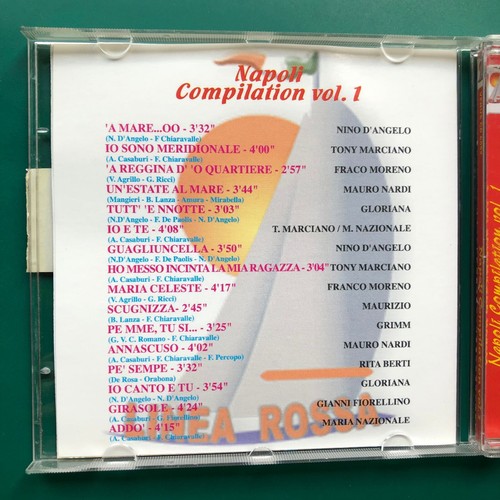 Napoli
Compilation vol. 1
'A MARE...OO - 3'32" NINO D'ANGELO
(N. D'Angelo - F Chiaravalle)
IO SONO MERIDIONALE - 4'00" TONY MARCIANO
(A. Casaburi - F. Chiaravalle)
'A REGGINA D' 'O QUARTIERE - 2'57" FRACO MORENO
(V. Agrillo - G. Ricci)
UN'ESTATE AL MARE - 3'44" MAURO NARDI
(Mangieri - B. Lanza - Amora - Mirabella)
TUTT' 'E NNOTTE - 3'03" GLORIANA
(N.D'Angelo - F. De Paolis - N. D'Angelo)
IO E TE - 4'08" T. MARCIANO / M. NAZIONALE
(A. Casaburi - F. Chiaravalle)
GUAGLIUNCELLA - 3'50" NINO D'ANGELO
(N.D'Angelo - F. De Paolis - N. D'Angelo)
HO MESSO INCINTA LA MIA RAGAZZA - 3'04" TONY MARCIANO
(A. Casaburi - F. Chiaravalle)
MARIA CELESTE - 4'17" FRANCO MORENO
(V. Agrillo - G. Ricci)
SCUGNIZZA - 2'45" MAURIZIO
(B. Lanza - F. Chiaravalle)
PE MME, TU SI... - 3'25" GRIMM
(G. V. C. Romano - F. Chiaravalle)
ANNASCUSO - 4'02" MAURO NARDI
(A. Casaburi - F. Chiaravalle - F. Percopo)
PE' SEMPE - 3'32" RITA BERTI
(De Rosa - Orabona)
IO CANTO E TU - 3'54" GLORIANA
(N. D'Angelo - N. D'Angelo)
GIRASOLE - 4'24" GIANNI FIORELLINO
(A. Casaburi - G. Fiorellino)
ADDO' - 4'15" MARIA NAZIONALE
(A. Casaburi - F. Chiaravalle)
EA ROSSA
Napoli Compilation vol.